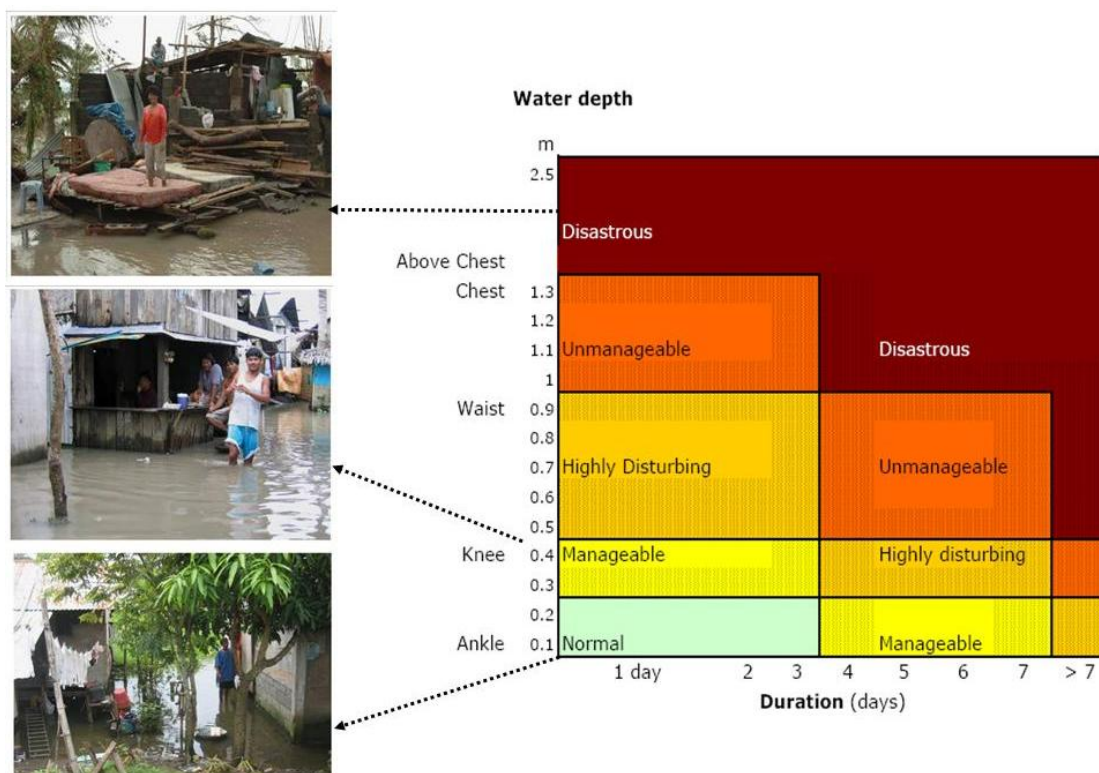 Water depth
m
2.5
Disastrous
Above Chest
Chest 1.3
1.2
Unmanageable 1.1 Disastrous
1
Waist 0.9
0.8
Highly Disturbing 0.7 Unmanageable
0.6
0.5
Knee 0.4 Manageable Highly disturbing
0.3
0.2
Ankle 0.1 Normal Manageable
1 day 2 3 4 5 6 7 > 7
Duration (days)